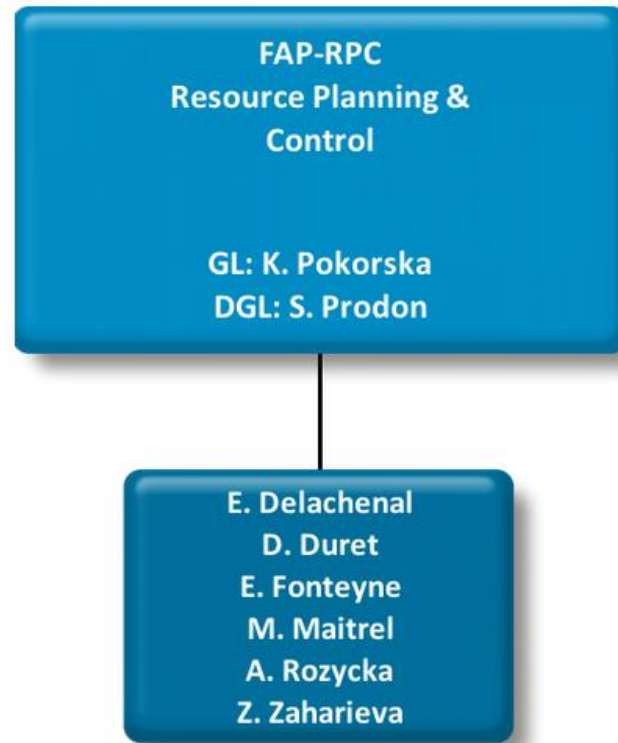 FAP-RPC
Resource Planning &
Control
GL: K. Pokorska
DGL: S. Prodon
E. Delachenal
D. Duret
E. Fonteyne
M. Maitrel
A. Rozycka
Z. Zaharieva